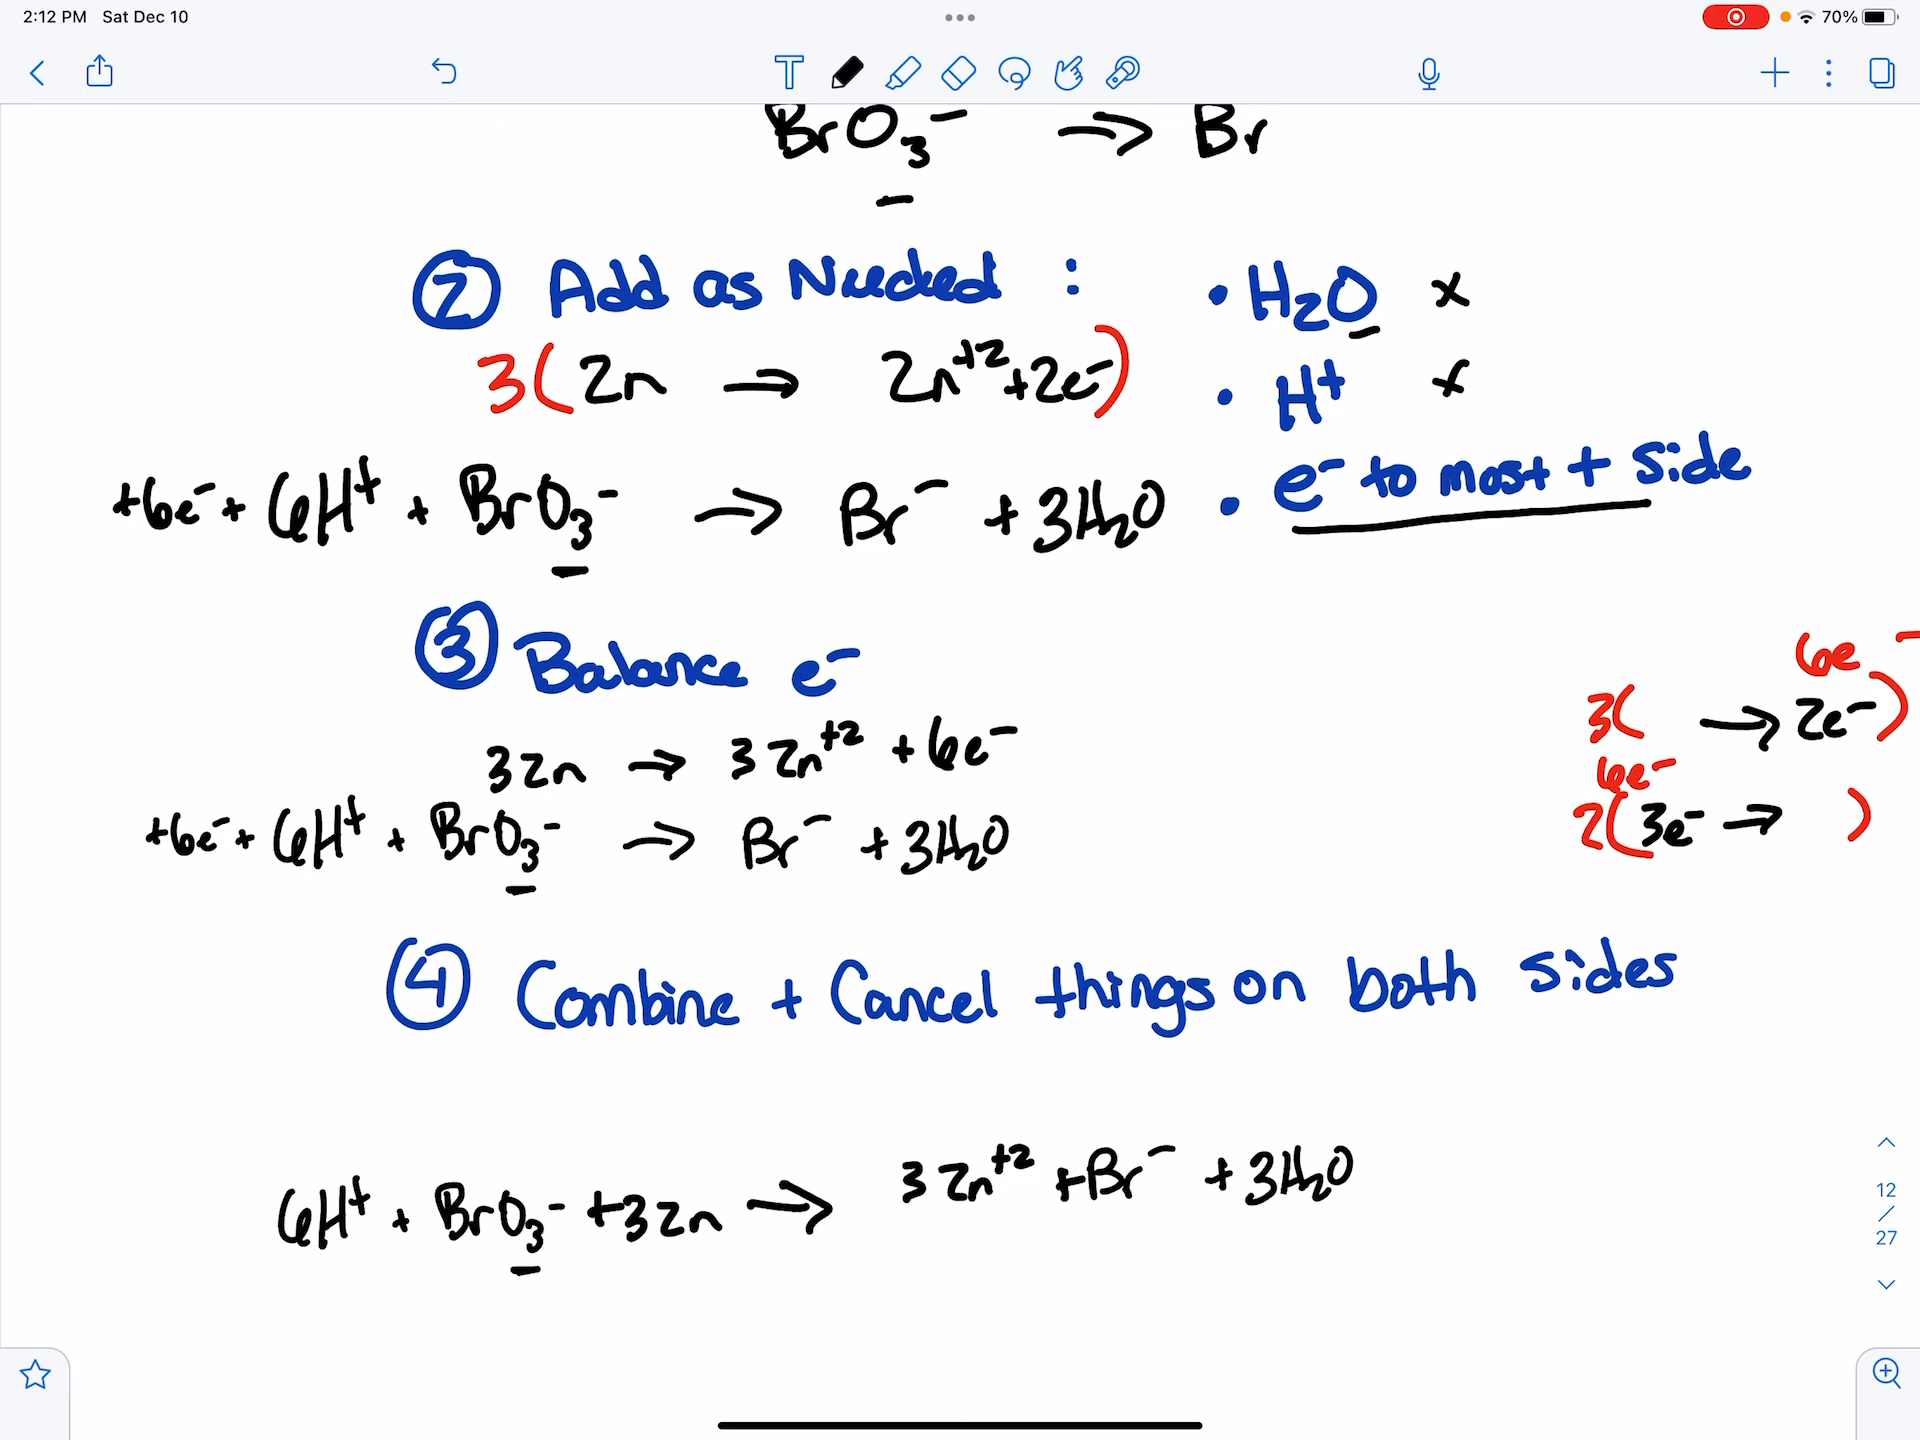 2:12 PM Sat Dec 10
70%
BrO₃⁻ → Br
② Add as Needed : • H₂O x
3( Zn → Zn⁺² + 2e⁻ ) • H⁺ x
+6e⁻ + 6H⁺ + BrO₃⁻ → Br⁻ + 3H₂O • e⁻ to most + side
③ Balance e⁻
6e⁻
3( → 2e⁻ )
3Zn → 3Zn⁺² + 6e⁻
6e⁻
+6e⁻ + 6H⁺ + BrO₃⁻ → Br⁻ + 3H₂O
2( 3e⁻ → )
④ Combine + Cancel things on both sides
6H⁺ + BrO₃⁻ + 3Zn → 3Zn⁺² + Br⁻ + 3H₂O
12
/
27